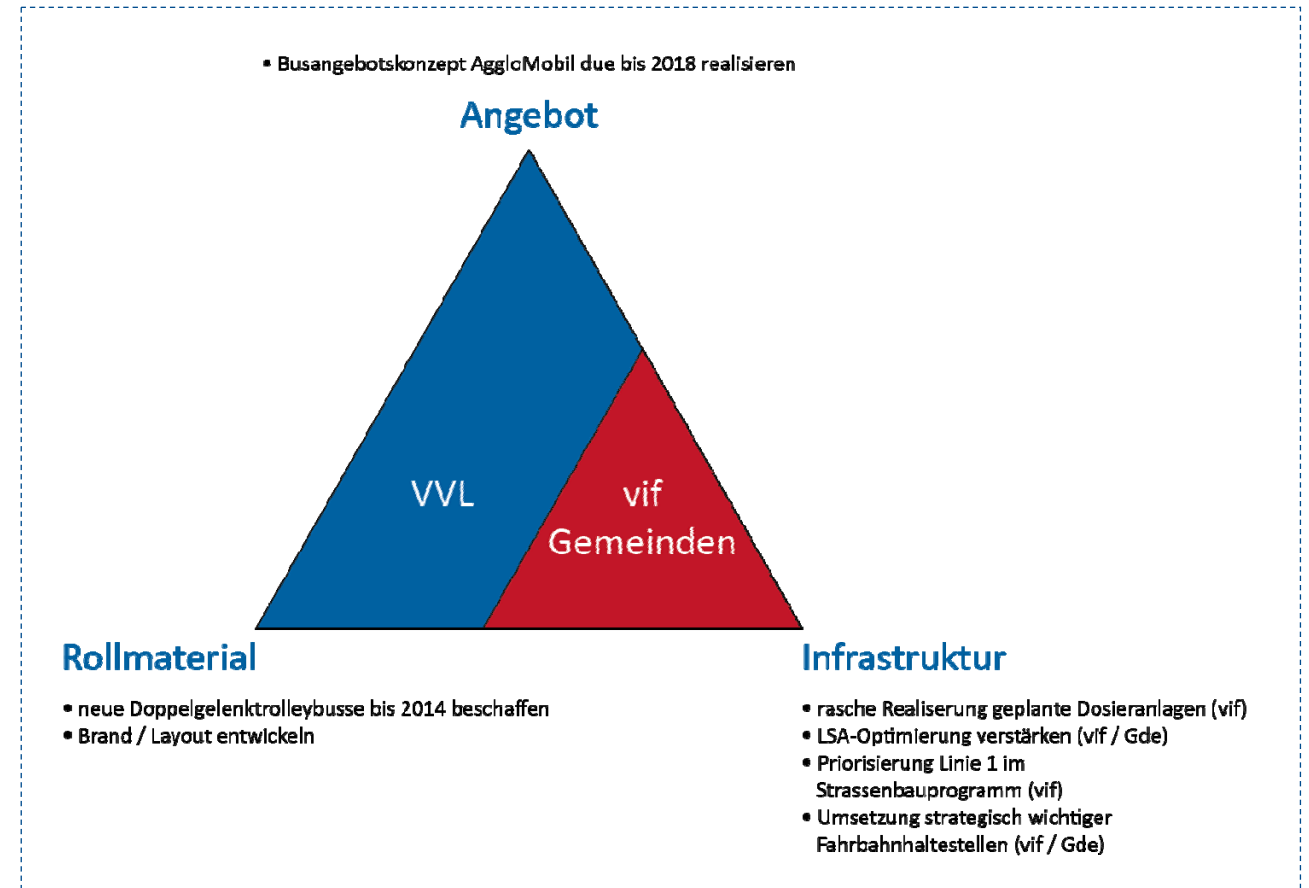 • Busangebotskonzept AggloMobil due bis 2018 realisieren
Angebot
VVL
vif
Gemeinden
Rollmaterial
• neue Doppelgelenktrolleybusse bis 2014 beschaffen
• Brand / Layout entwickeln
Infrastruktur
• rasche Realiserung geplante Dosieranlagen (vif)
• LSA-Optimierung verstärken (vif / Gde)
• Priorisierung Linie 1 im
Strassenbauprogramm (vif)
• Umsetzung strategisch wichtiger
Fahrbahnhaltestellen (vif / Gde)